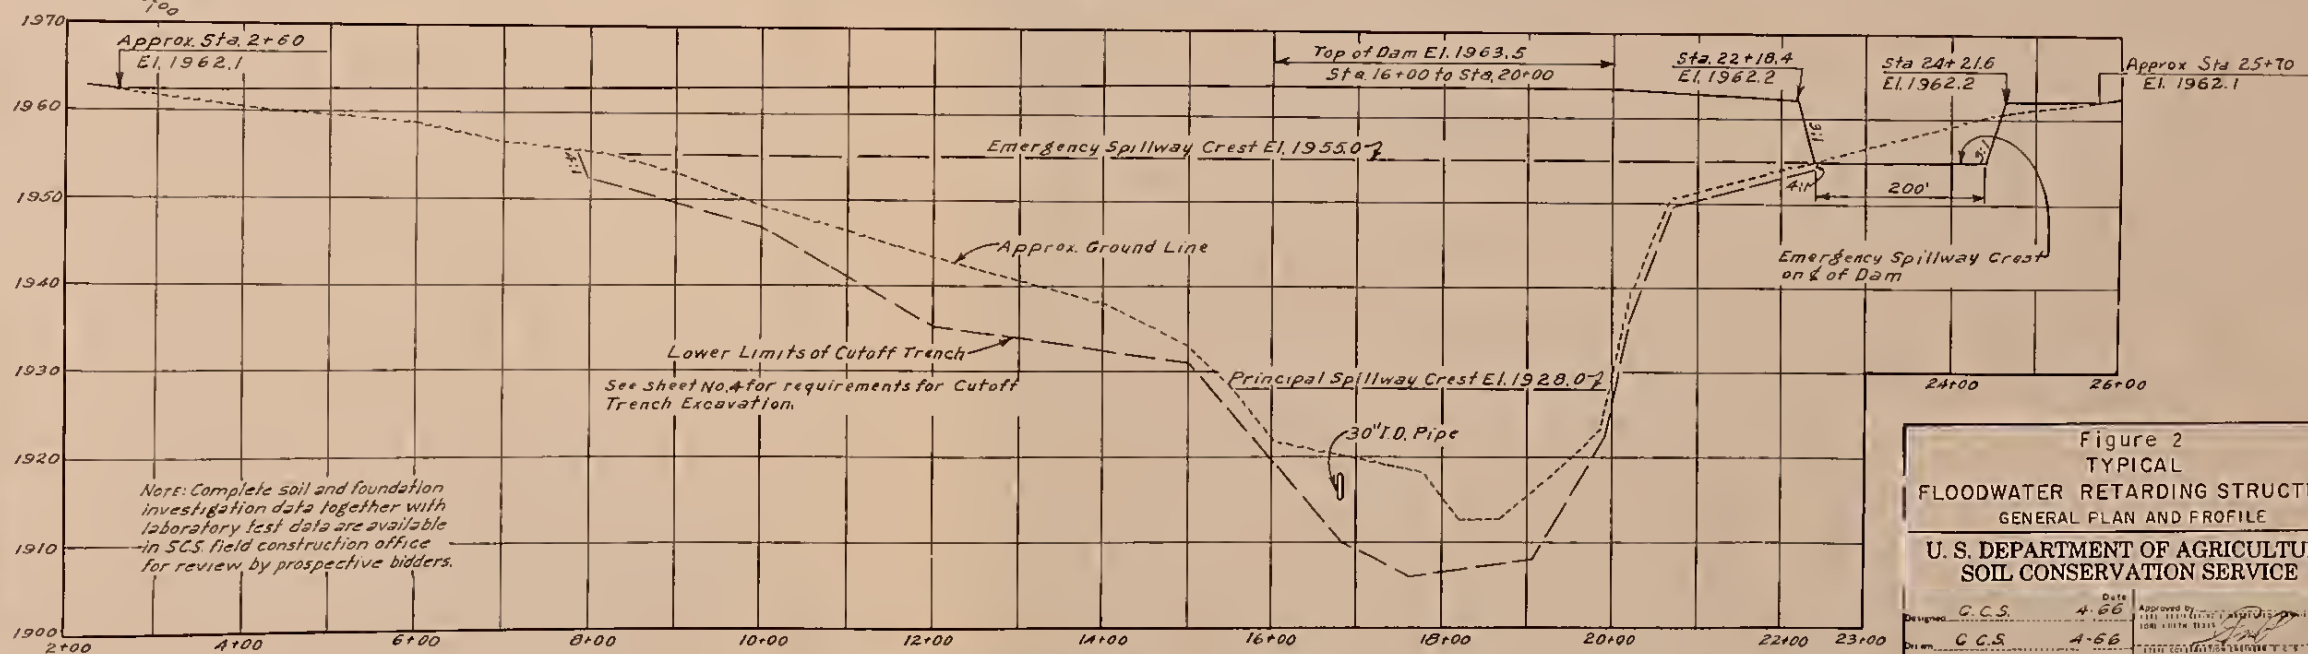 1970
1960
1950
1940
1930
1920
1910
1900
Approx. Sta. 2+60
El. 1962.1
Top of Dam El. 1963.5
Sta. 16+00 to Sta. 20+00
Sta. 22+18.4
El. 1962.2
Sta 24+21.6
El. 1962.2
Approx Sta 25+70
El. 1962.1
Emergency Spillway Crest El. 1955.0
200'
Emergency Spillway Crest
on ℄ of Dam
Approx. Ground Line
Lower Limits of Cutoff Trench
See sheet No. 4 for requirements for Cutoff
Trench Excavation.
Principal Spillway Crest El. 1928.0
30" I.D. Pipe
NOTE: Complete soil and foundation
investigation data together with
laboratory test data are available
in SCS. field construction office
for review by prospective bidders.
24+00 26+00
2+00 4+00 6+00 8+00 10+00 12+00 14+00 16+00 18+00 20+00 22+00 23+00
Figure 2
TYPICAL
FLOODWATER RETARDING STRUCT
GENERAL PLAN AND PROFILE
U. S. DEPARTMENT OF AGRICULTU
SOIL CONSERVATION SERVICE
Date
Designed G. C. S. 4-66
Approved by
Drawn G C.S. 4-66